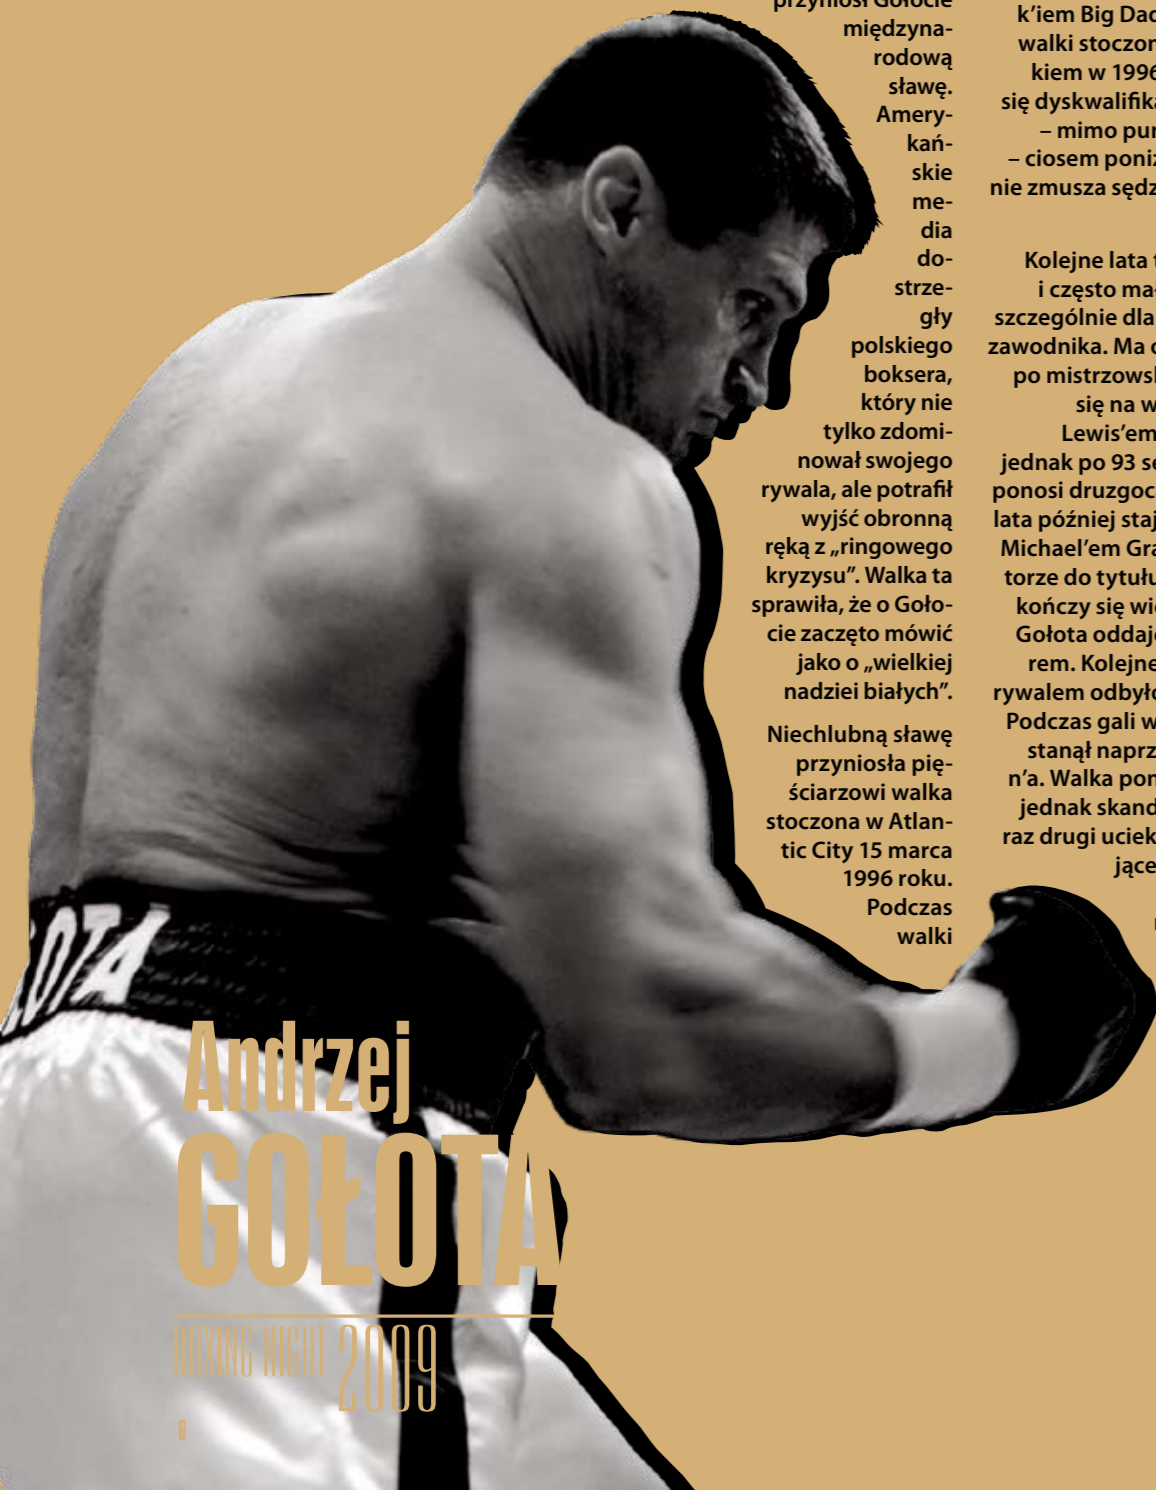 przyniósł Gołocie
międzyna-
rodową
sławę.
Amery-
kań-
skie
me-
dia
do-
strze-
gły
polskiego
boksera,
który nie
tylko zdomi-
nował swojego
rywala, ale potrafił
wyjść obronną
ręką z „ringowego
kryzysu”. Walka ta
sprawiła, że o Goło-
cie zaczęto mówić
jako o „wielkiej
nadziei białych”.
Niechlubną sławę
przyniosła pię-
ściarzowi walka
stoczona w Atlan-
tic City 15 marca
1996 roku.
Podczas
walki
k’iem Big Dad
walki stoczon
kiem w 1996
się dyskwalifika
– mimo pun
– ciosem poniż
nie zmusza sędz
Kolejne lata t
i często ma
szczególnie dla
zawodnika. Ma
po mistrzows
się na w
Lewis’em
jednak po 93 se
ponosi druzgoc
lata później staj
Michael’em Gra
torze do tytułu
kończy się wi
Gołota oddaj
rem. Kolejne
rywalem odbyło
Podczas gali w
stanął naprz
n’a. Walka pon
jednak skand
raz drugi uciek
jące
ŁOTA
Andrzej
GOŁOTA
BOXING NIGHT 2009
6